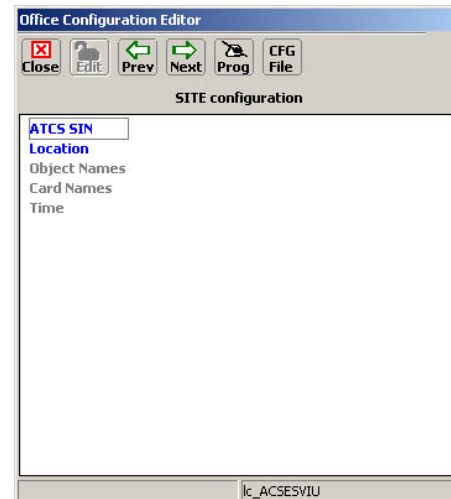 Office Configuration Editor
Close Edit Prev Next Prog CFG File
SITE configuration
ATCS SIN
Location
Object Names
Card Names
Time
lc_ACSESVIU